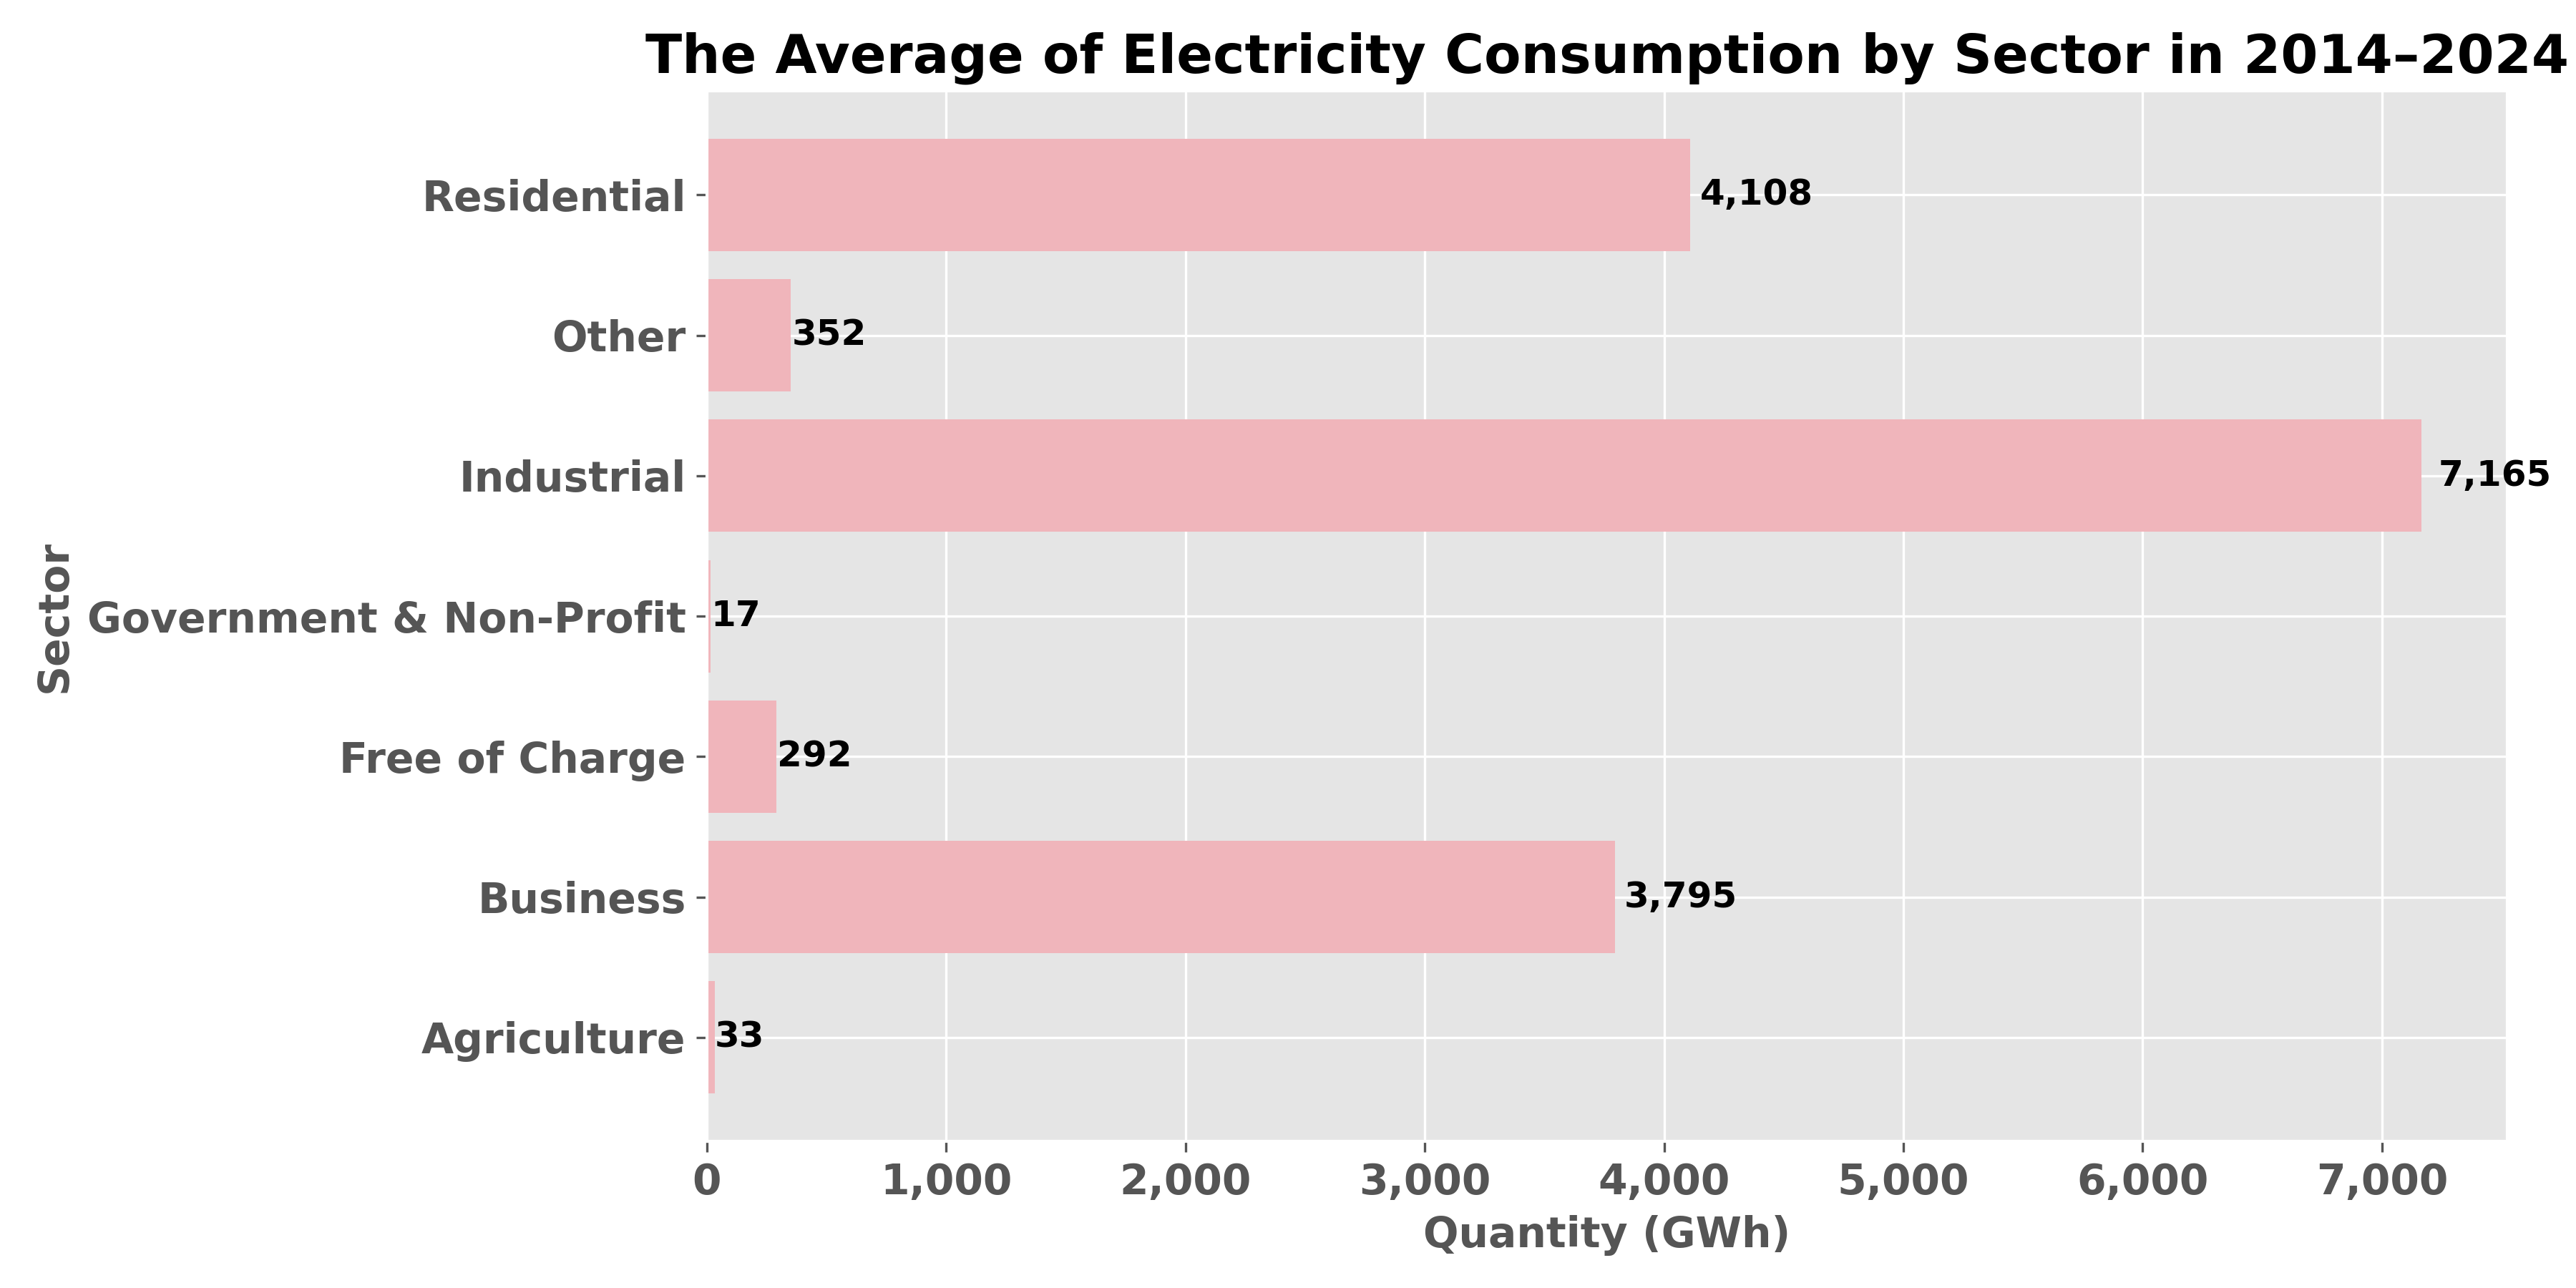 The Average of Electricity Consumption by Sector in 2014–2024
Residential
4,108
Other
352
Industrial
7,165
Government & Non-Profit
17
Free of Charge
292
Business
3,795
Agriculture
33
Sector
0 1,000 2,000 3,000 4,000 5,000 6,000 7,000
Quantity (GWh)